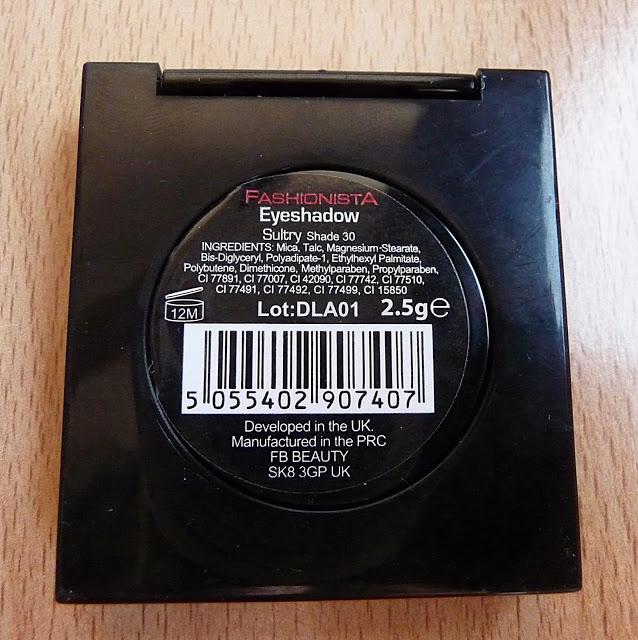 FASHIONISTA
Eyeshadow
Sultry Shade 30
INGREDIENTS: Mica, Talc, Magnesium-Stearate,
Bis-Diglyceryl, Polyadipate-1, Ethylhexyl Palmitate,
Polybutene, Dimethicone, Methylparaben, Propylparaben,
CI 77891, CI 77007, CI 42090, CI 77742, CI 77510,
CI 77491, CI 77492, CI 77499, CI 15850
12M Lot:DLA01 2.5g℮
5 055402 907407
Developed in the UK.
Manufactured in the PRC
FB BEAUTY
SK8 3GP UK